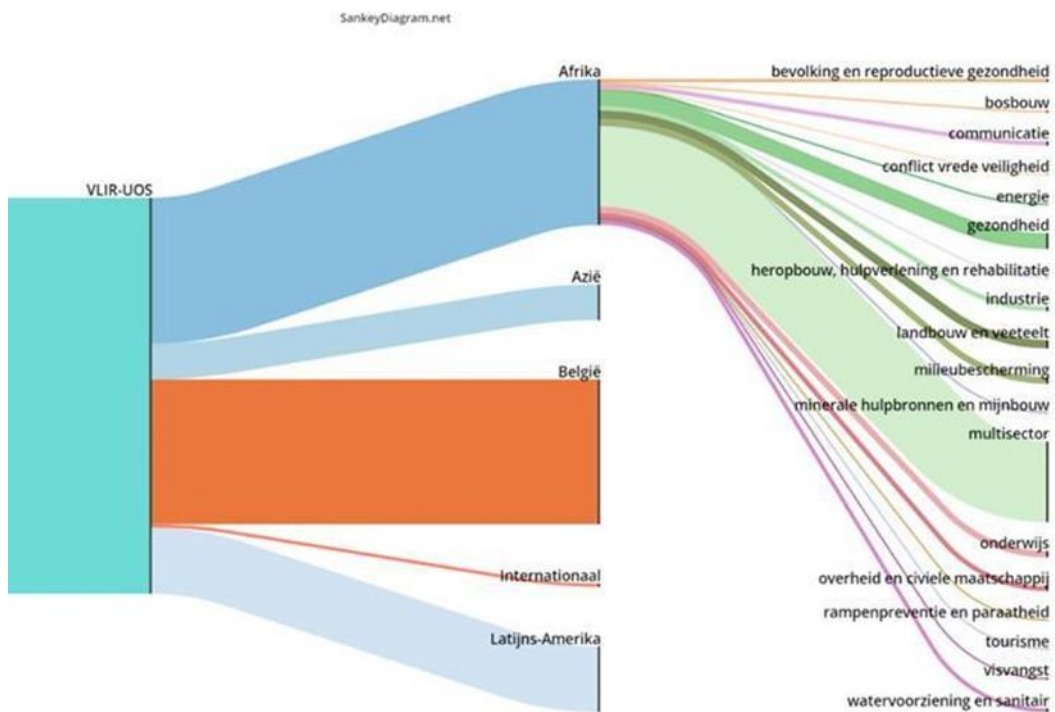 SankeyDiagram.net
VLIR-UOS
Afrika
Azië
België
Internationaal
Latijns-Amerika
bevolking en reproductieve gezondheid
bosbouw
communicatie
conflict vrede veiligheid
energie
gezondheid
heropbouw, hulpverlening en rehabilitatie
industrie
landbouw en veeteelt
milieubescherming
minerale hulpbronnen en mijnbouw
multisector
onderwijs
overheid en civiele maatschappij
rampenpreventie en paraatheid
tourisme
visvangst
watervoorziening en sanitair